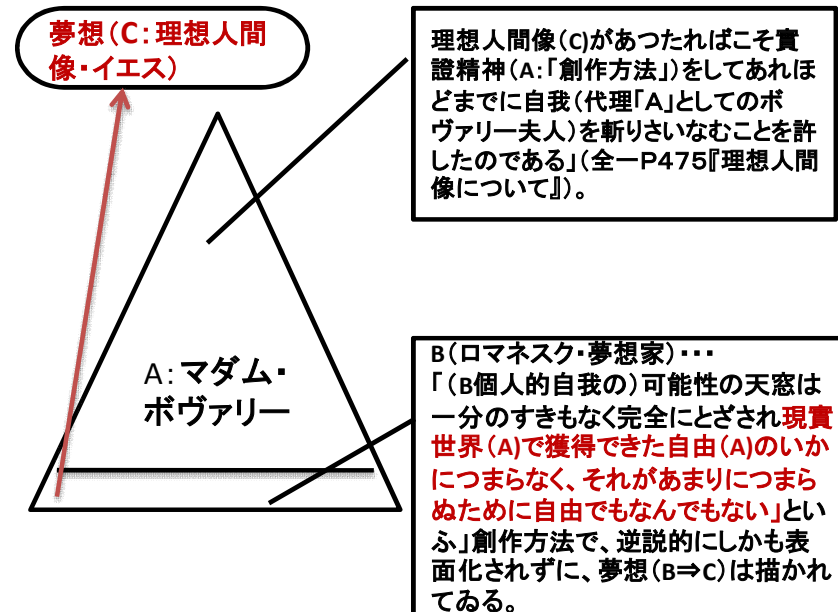 夢想(C:理想人間
像・イエス)
理想人間像(C)があつたればこそ實
證精神(A:「創作方法」)をしてあれほ
どまでに自我(代理「A」としてのボ
ヴァリー夫人)を斬りさいなむことを許
したのである」(全一P475『理想人間
像について』)。
A:マダム・
ボヴァリー
B(ロマネスク・夢想家)・・・
「(B個人的自我の)可能性の天窓は
一分のすきもなく完全にとざされ現實
世界(A)で獲得できた自由(A)のいか
につまらなく、それがあまりにつまら
ぬために自由でもなんでもない」とい
ふ」創作方法で、逆説的にしかも表
面化されずに、夢想(B⇒C)は描かれ
てゐる。